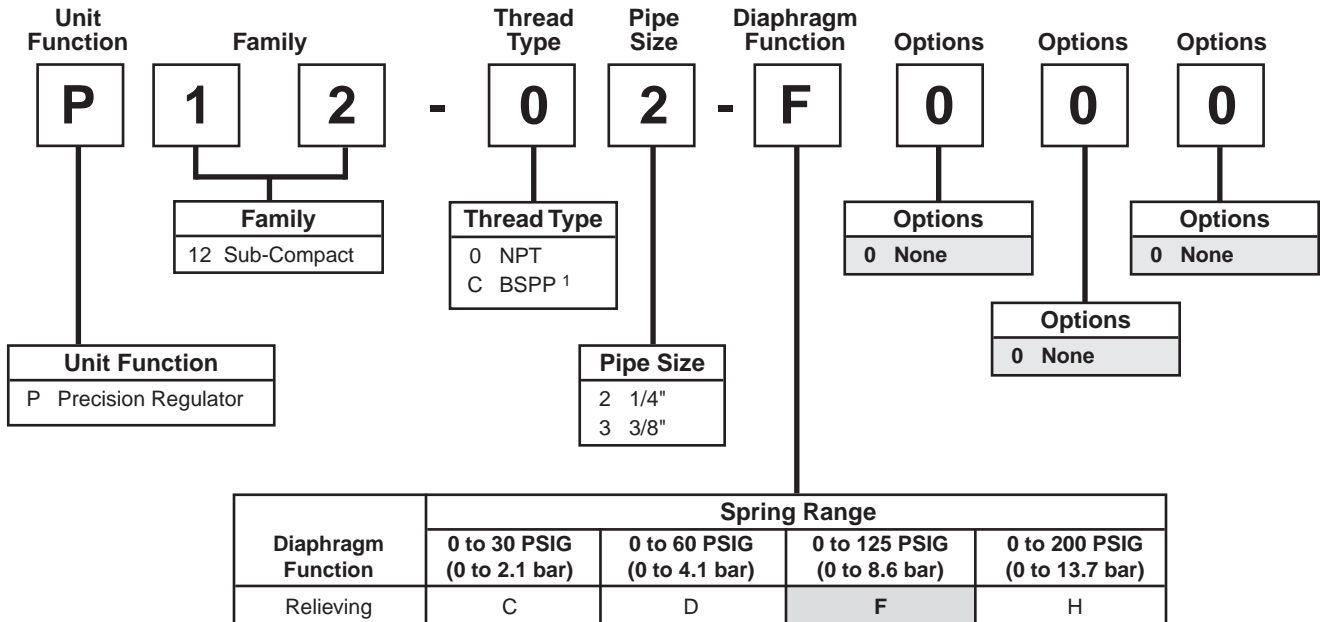 Unit Function Family Thread Type Pipe Size Diaphragm Function Options Options Options
P 1 2 - 0 2 - F 0 0 0
Family
12 Sub-Compact
Thread Type
0 NPT
C BSPP 1
Options
0 None
Options
0 None
Options
0 None
Unit Function
P Precision Regulator
Pipe Size
2 1/4"
3 3/8"
Spring Range
Diaphragm Function
0 to 30 PSIG (0 to 2.1 bar)
0 to 60 PSIG (0 to 4.1 bar)
0 to 125 PSIG (0 to 8.6 bar)
0 to 200 PSIG (0 to 13.7 bar)
Relieving C D F H